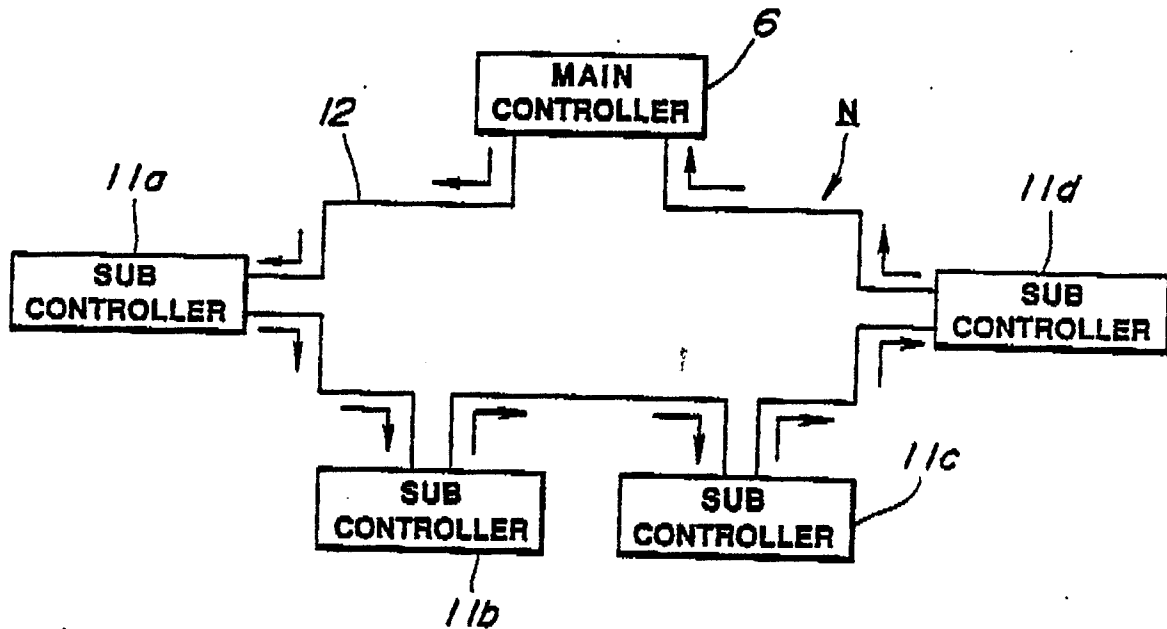 6
MAIN
CONTROLLER
12
N
11a
11d
SUB
CONTROLLER
SUB
CONTROLLER
11c
SUB
CONTROLLER
SUB
CONTROLLER
11b